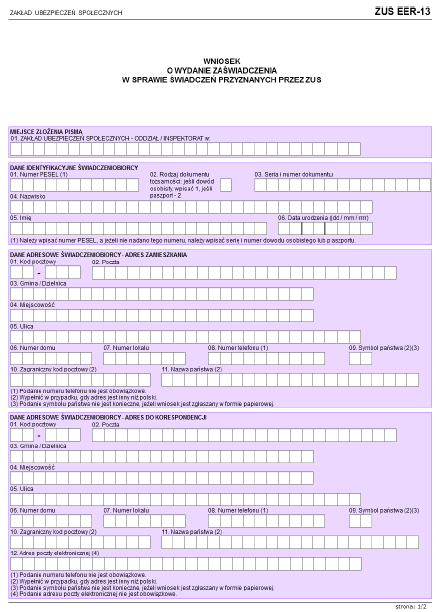 ZAKŁAD UBEZPIECZEŃ SPOŁECZNYCH
ZUS EER-13
WNIOSEK
O WYDANIE ZAŚWIADCZENIA
W SPRAWIE ŚWIADCZEŃ PRZYZNANYCH PRZEZ ZUS
MIEJSCE ZŁOŻENIA PISMA
01. ZAKŁAD UBEZPIECZEŃ SPOŁECZNYCH - ODDZIAŁ / INSPEKTORAT w:
DANE IDENTYFIKACYJNE ŚWIADCZENIOBIORCY
01. Numer PESEL (1)
02. Rodzaj dokumentu
tożsamości: jeśli dowód
osobisty, wpisać 1, jeśli
paszport - 2
03. Seria i numer dokumentu
04. Nazwisko
05. Imię
06. Data urodzenia (dd / mm / rrrr)
(1) Należy wpisać numer PESEL, a jeżeli nie nadano tego numeru, należy wpisać serię i numer dowodu osobistego lub paszportu.
DANE ADRESOWE ŚWIADCZENIOBIORCY - ADRES ZAMIESZKANIA
01. Kod pocztowy
02. Poczta
-
03. Gmina / Dzielnica
04. Miejscowość
05. Ulica
06. Numer domu
07. Numer lokalu
08. Numer telefonu (1)
09. Symbol państwa (2)(3)
10. Zagraniczny kod pocztowy (2)
11. Nazwa państwa (2)
(1) Podanie numeru telefonu nie jest obowiązkowe.
(2) Wypełnić w przypadku, gdy adres jest inny niż polski.
(3) Podanie symbolu państwa nie jest konieczne, jeżeli wniosek jest zgłaszany w formie papierowej.
DANE ADRESOWE ŚWIADCZENIOBIORCY - ADRES DO KORESPONDENCJI
01. Kod pocztowy
02. Poczta
-
03. Gmina / Dzielnica
04. Miejscowość
05. Ulica
06. Numer domu
07. Numer lokalu
08. Numer telefonu (1)
09. Symbol państwa (2)(3)
10. Zagraniczny kod pocztowy (2)
11. Nazwa państwa (2)
12. Adres poczty elektronicznej (4)
(1) Podanie numeru telefonu nie jest obowiązkowe.
(2) Wypełnić w przypadku, gdy adres jest inny niż polski.
(3) Podanie symbolu państwa nie jest konieczne, jeżeli wniosek jest zgłaszany w formie papierowej.
(4) Podanie adresu poczty elektronicznej nie jest obowiązkowe.
strona: 1/2